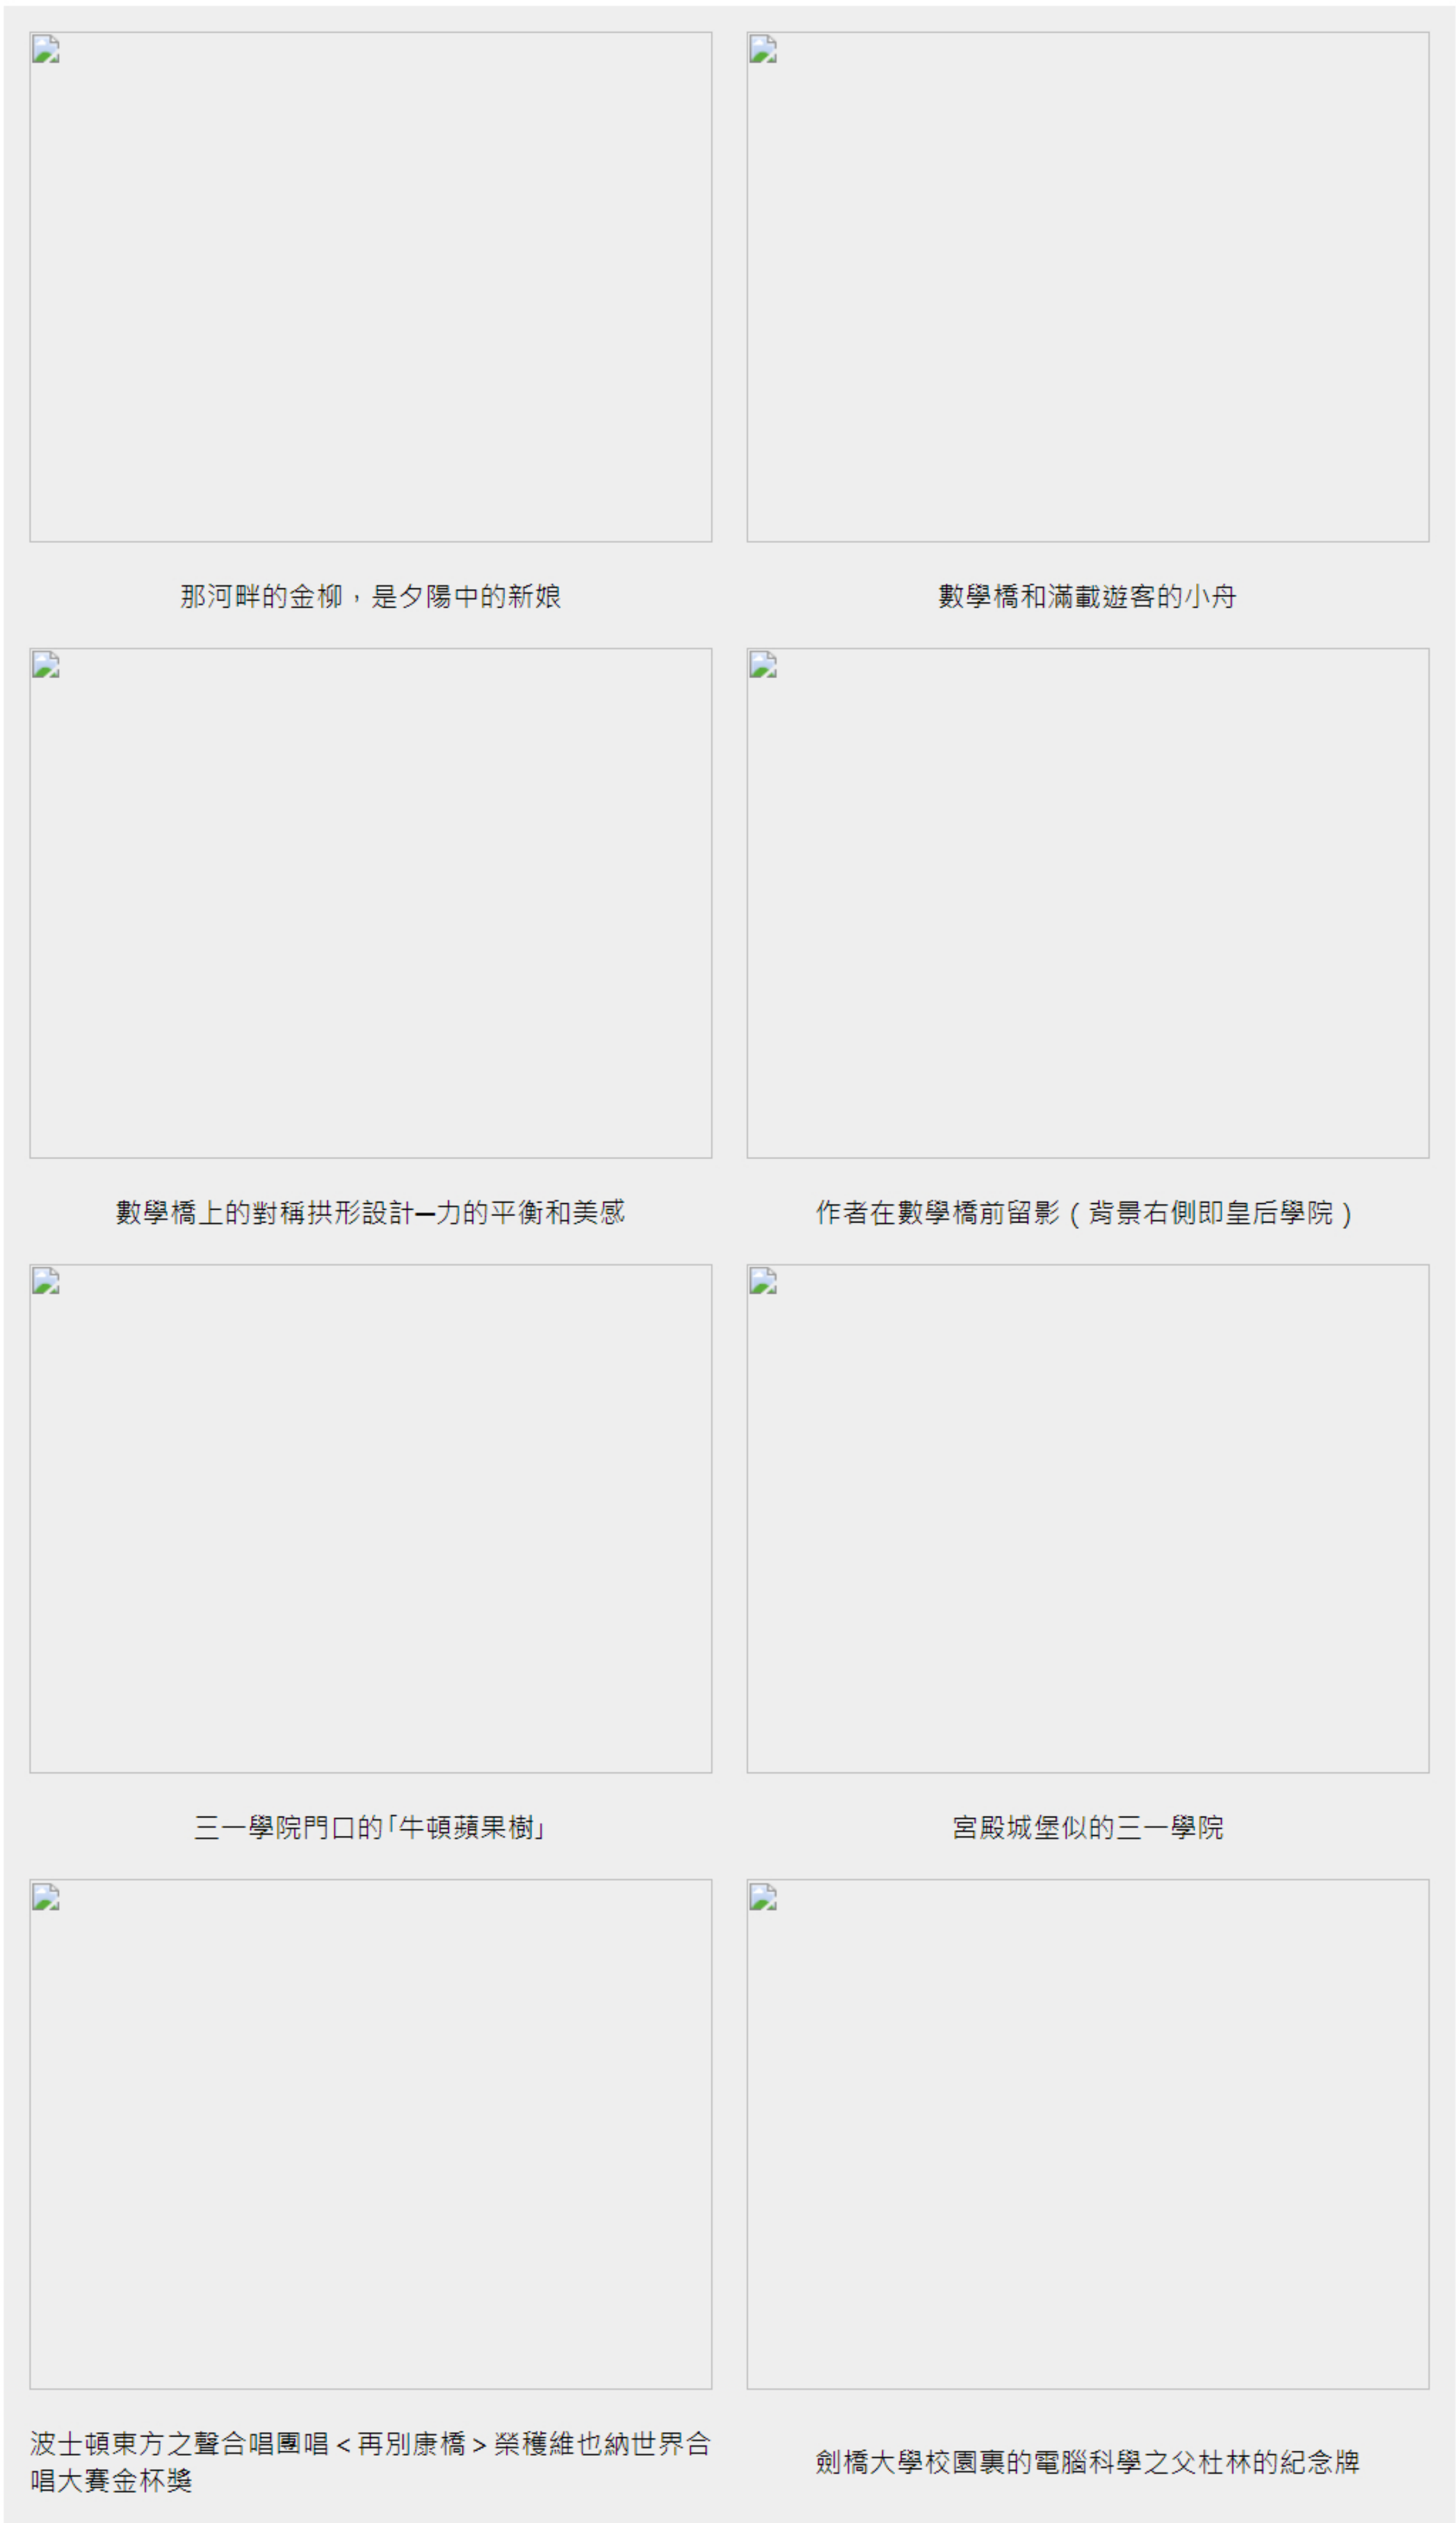 那河畔的金柳，是夕陽中的新娘
數學橋和滿載遊客的小舟
數學橋上的對稱拱形設計—力的平衡和美感
作者在數學橋前留影（背景右側即皇后學院）
三一學院門口的「牛頓蘋果樹」
宮殿城堡似的三一學院
波士頓東方之聲合唱團唱＜再別康橋＞榮穫維也納世界合
唱大賽金杯獎
劍橋大學校園裏的電腦科學之父杜林的紀念牌